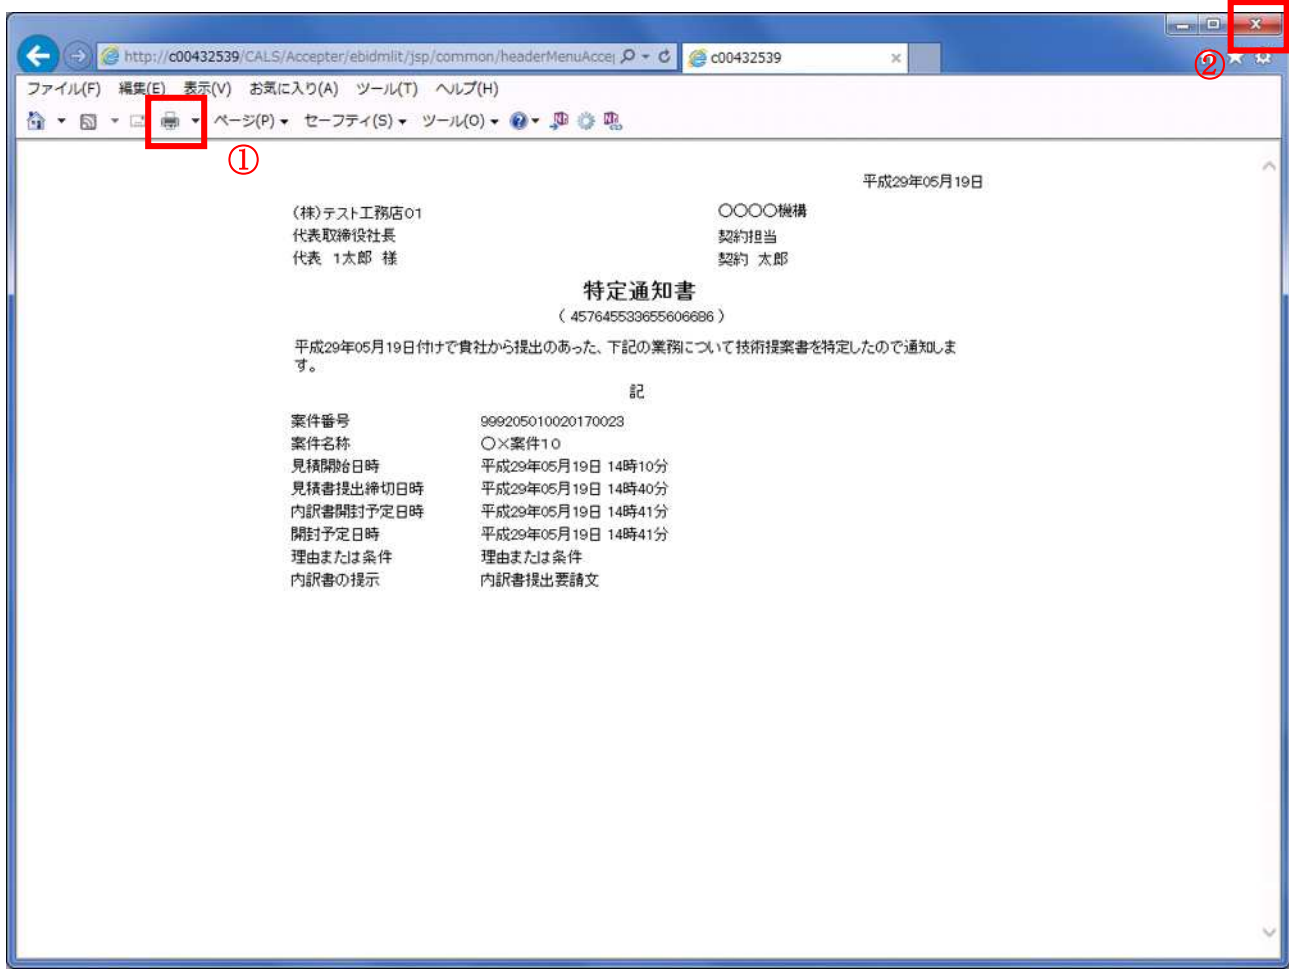 http://c00432539/CALS/Accepter/ebidmlit/jsp/common/headerMenuAccep
c00432539
②
ファイル(F) 編集(E) 表示(V) お気に入り(A) ツール(T) ヘルプ(H)
ページ(P) セーフティ(S) ツール(O)
①
平成29年05月19日
(株)テスト工務店01 〇〇〇〇機構
代表取締役社長 契約担当
代表 1太郎 様 契約 太郎
特定通知書
( 457645533655606686 )
平成29年05月19日付けで貴社から提出のあった、下記の業務について技術提案書を特定したので通知しま
す。
記
案件番号 999205010020170023
案件名称 〇×案件10
見積開始日時 平成29年05月19日 14時10分
見積書提出締切日時 平成29年05月19日 14時40分
内訳書開封予定日時 平成29年05月19日 14時41分
開封予定日時 平成29年05月19日 14時41分
理由または条件 理由または条件
内訳書の提示 内訳書提出要請文